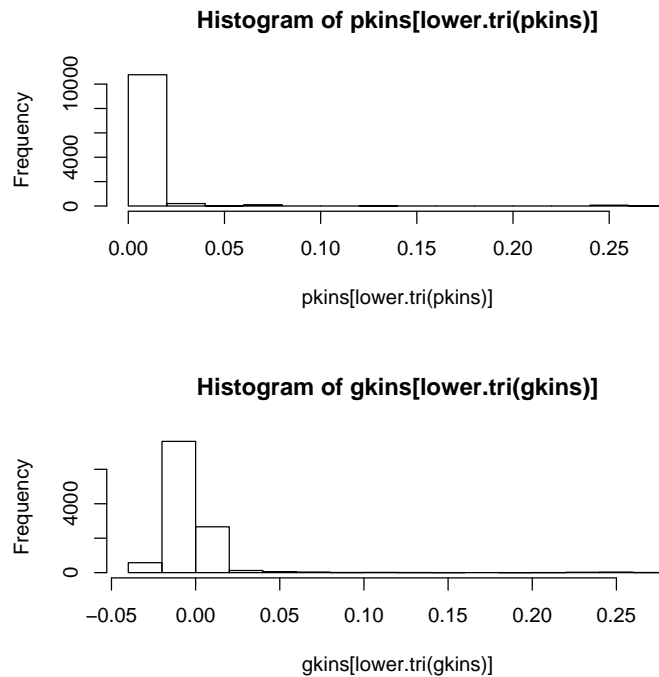 Histogram of pkins[lower.tri(pkins)]
Frequency
0 4000 10000
0.00 0.05 0.10 0.15 0.20 0.25
pkins[lower.tri(pkins)]
Histogram of gkins[lower.tri(gkins)]
Frequency
0 4000
−0.05 0.00 0.05 0.10 0.15 0.20 0.25
gkins[lower.tri(gkins)]